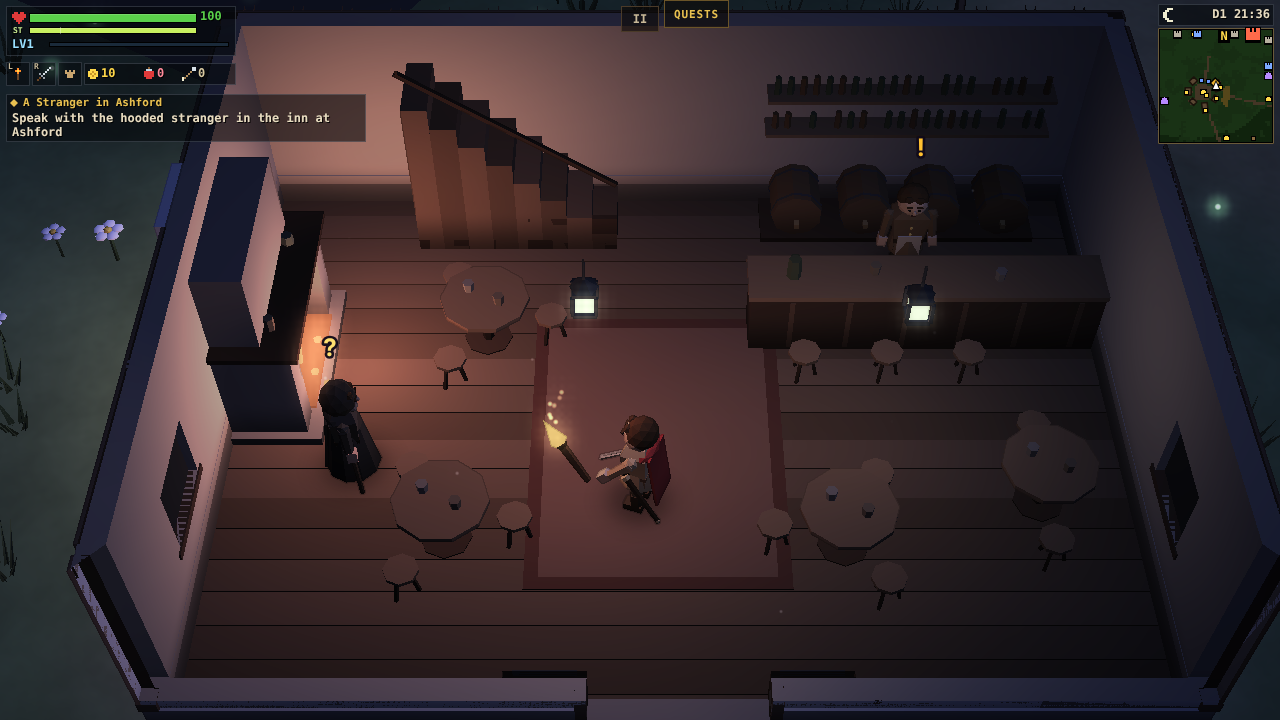 100
ST
LV1
L
R
10
0
0
◆ A Stranger in Ashford
Speak with the hooded stranger in the inn at
Ashford
II
QUESTS
D1 21:36
N
!
?